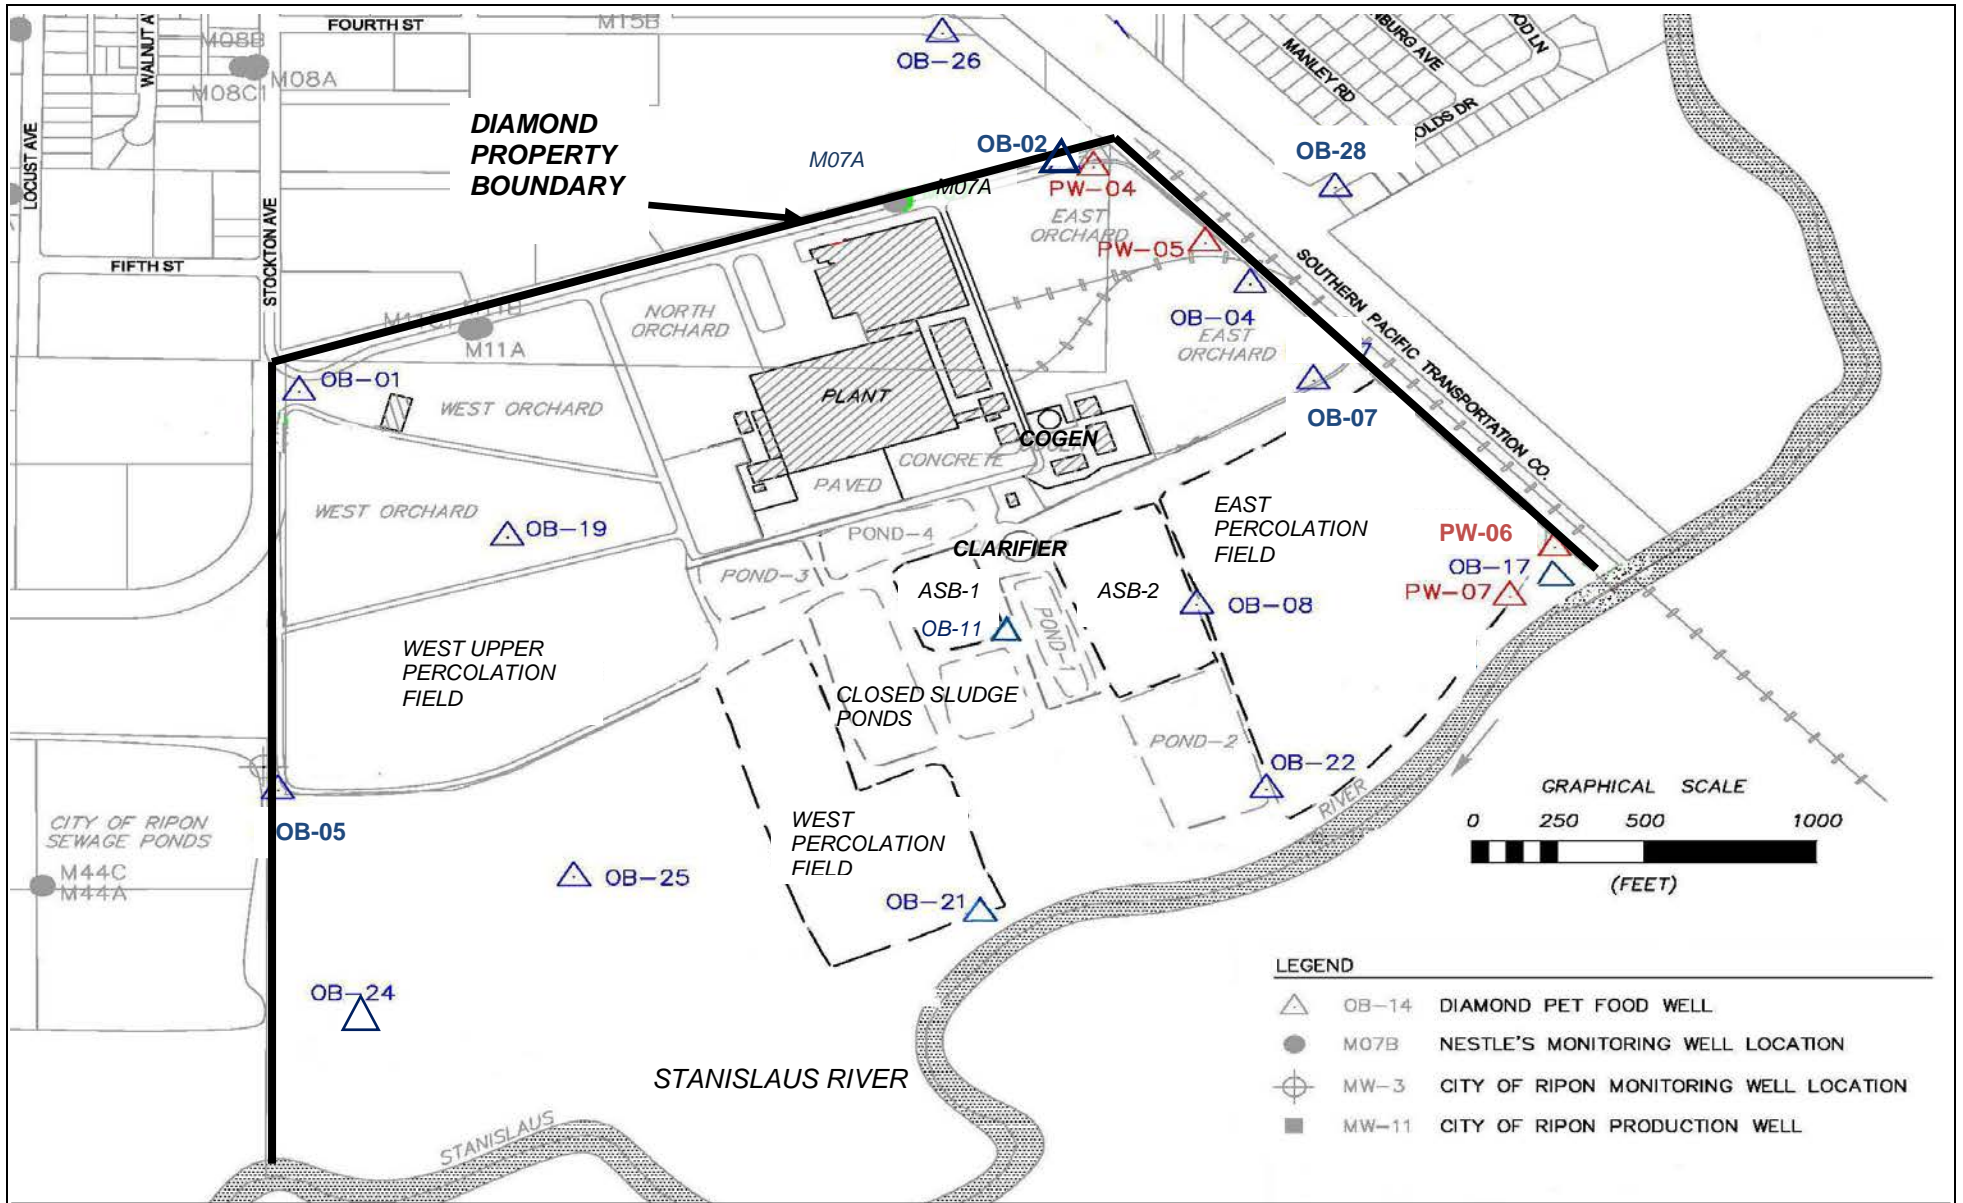 FOURTH ST
M15B
WALNUT A
M08B
M08A
M08C1
LOCUST AVE
OB-26
NBURG AVE
OOD LN
MANLEY RD
OLDS DR
DIAMOND
PROPERTY
BOUNDARY
M07A
OB-02
M07A
PW-04
OB-28
EAST
ORCHARD
PW-05
FIFTH ST
STOCKTON AVE
SOUTHERN PACIFIC TRANSPORTATION CO.
M11A
NORTH
ORCHARD
OB-04
EAST
ORCHARD
7
OB-01
WEST ORCHARD
PLANT
OB-07
COGEN
CONCRETE
PAVED
WEST ORCHARD
OB-19
POND-4
CLARIFIER
EAST
PERCOLATION
FIELD
PW-06
OB-17
PW-07
POND-3
ASB-1
ASB-2
OB-11
POND-1
OB-08
WEST UPPER
PERCOLATION
FIELD
CLOSED SLUDGE
PONDS
POND-2
OB-22
RIVER
GRAPHICAL SCALE
0 250 500 1000
(FEET)
CITY OF RIPON
SEWAGE PONDS
OB-05
WEST
PERCOLATION
FIELD
M44C
M44A
OB-25
OB-21
OB-24
STANISLAUS RIVER
STANISLAUS
LEGEND
OB-14 DIAMOND PET FOOD WELL
M07B NESTLE'S MONITORING WELL LOCATION
MW-3 CITY OF RIPON MONITORING WELL LOCATION
MW-11 CITY OF RIPON PRODUCTION WELL